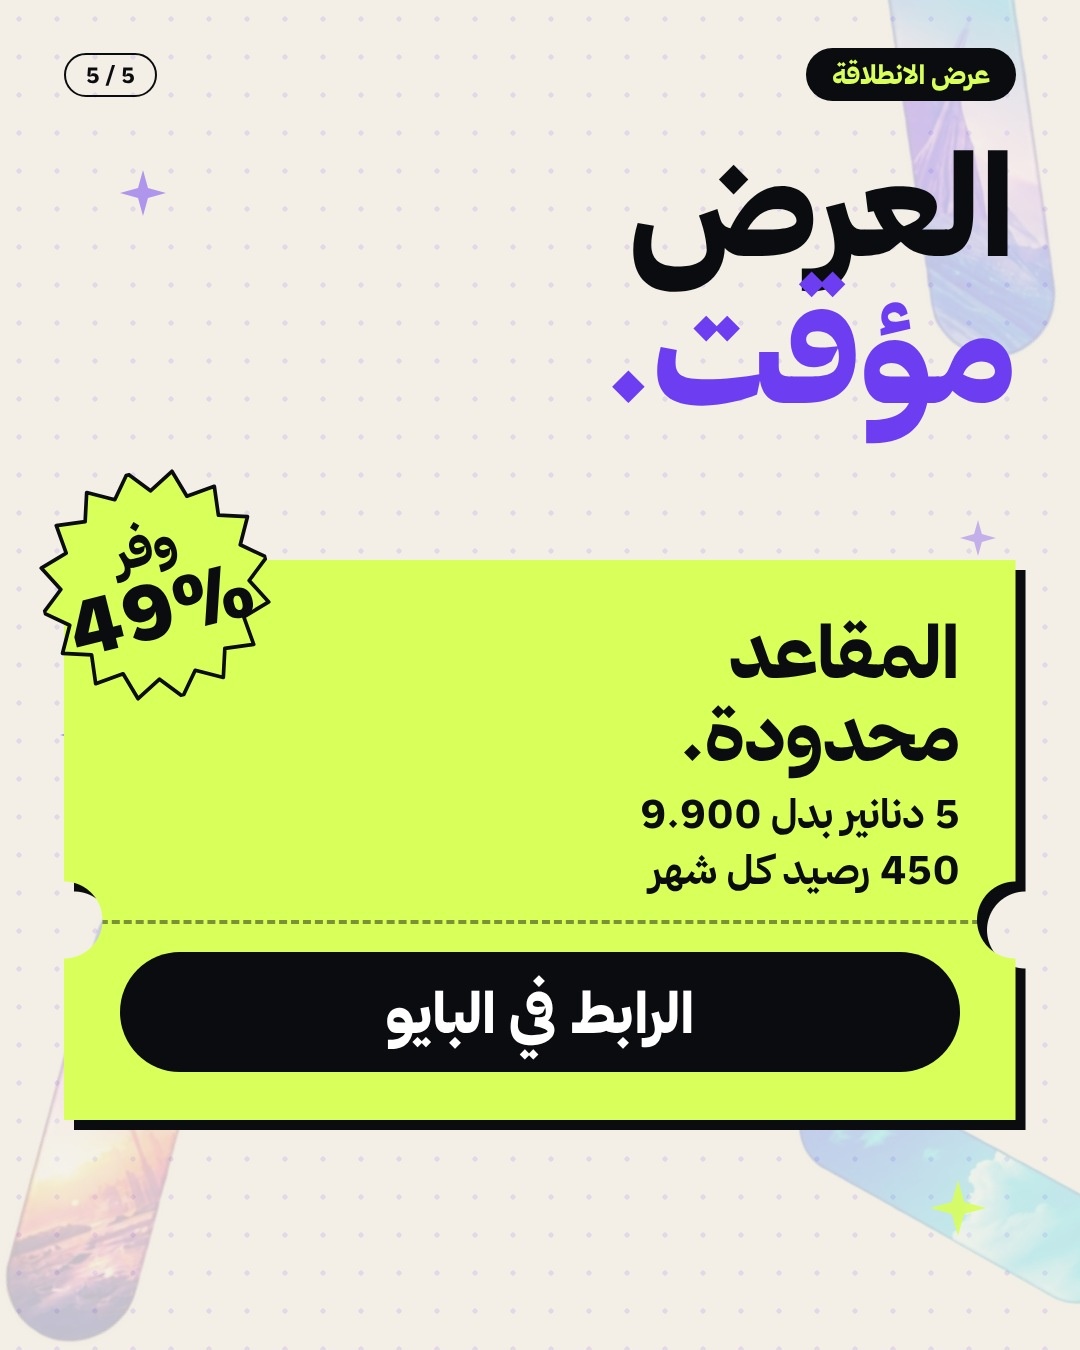 عرض الانطلاقة
5 / 5
العرض
مؤقت.
وفر
49%
المقاعد
محدودة.
5 دنانير بدل 9.900
450 رصيد كل شهر
الرابط في البايو